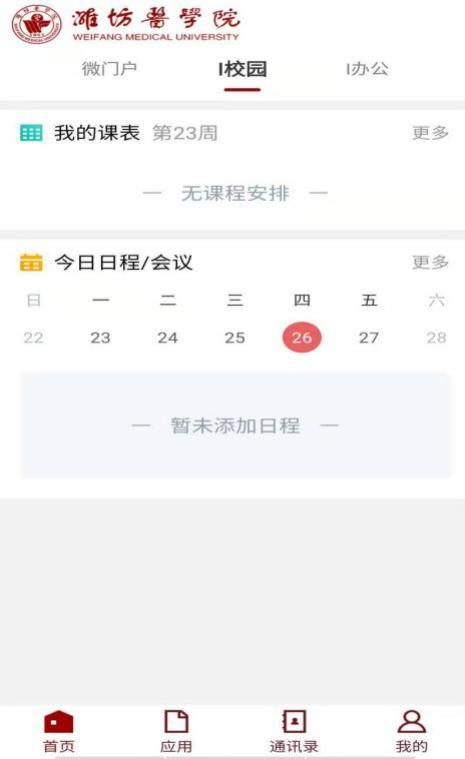 濰坊醫學院
WEIFANG MEDICAL UNIVERSITY
微门户 I校园 I办公
我的课表 第23周 更多
— 无课程安排 —
今日日程/会议 更多
日 一 二 三 四 五 六
22 23 24 25 26 27 28
— 暂未添加日程 —
首页 应用 通讯录 我的